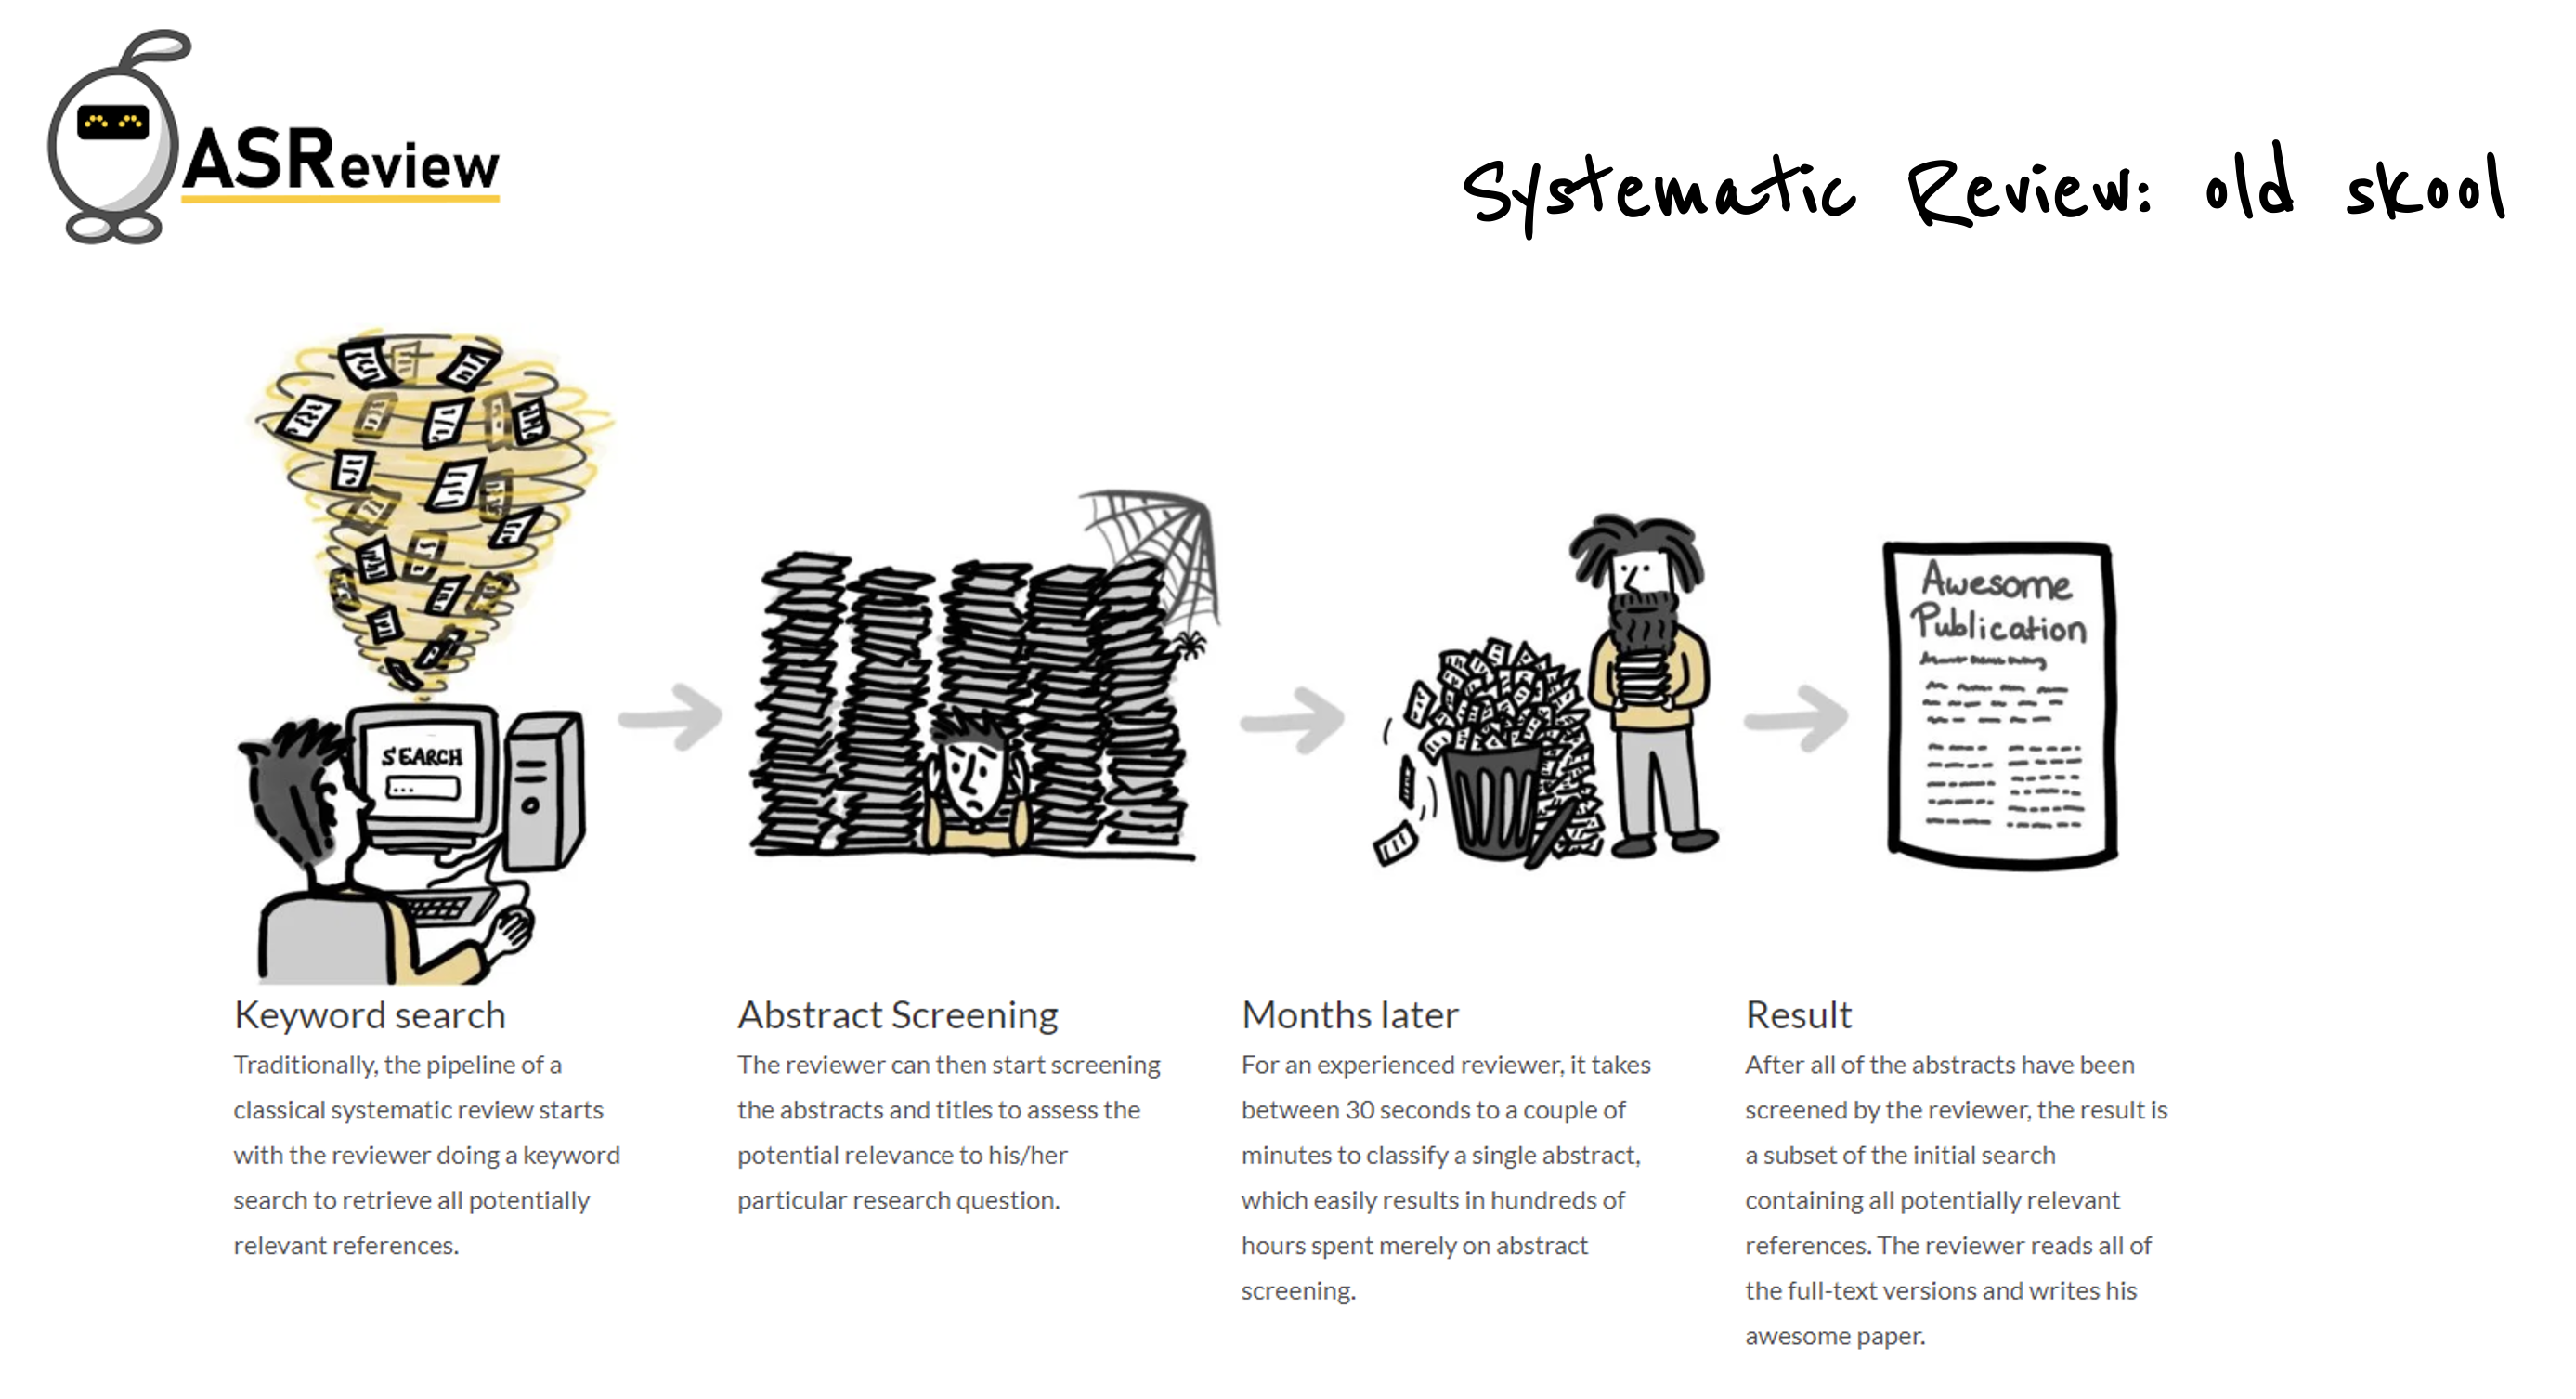 ASReview
Systematic Review: old skool
SEARCH
...
Awesome
Publication
Keyword search
Traditionally, the pipeline of a
classical systematic review starts
with the reviewer doing a keyword
search to retrieve all potentially
relevant references.
Abstract Screening
The reviewer can then start screening
the abstracts and titles to assess the
potential relevance to his/her
particular research question.
Months later
For an experienced reviewer, it takes
between 30 seconds to a couple of
minutes to classify a single abstract,
which easily results in hundreds of
hours spent merely on abstract
screening.
Result
After all of the abstracts have been
screened by the reviewer, the result is
a subset of the initial search
containing all potentially relevant
references. The reviewer reads all of
the full-text versions and writes his
awesome paper.